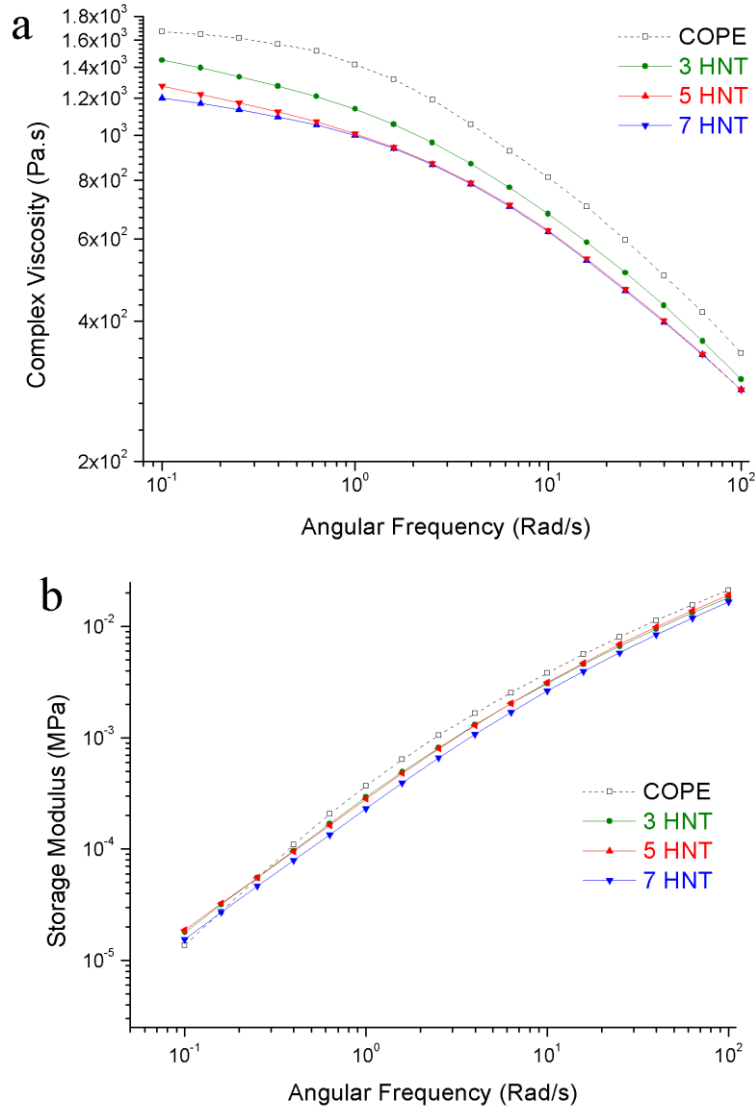 a
1.8x10³
1.6x10³
1.4x10³
1.2x10³
10³
8x10²
6x10²
4x10²
2x10²
Complex Viscosity (Pa.s)
COPE
3 HNT
5 HNT
7 HNT
10⁻¹ 10⁰ 10¹ 10²
Angular Frequency (Rad/s)
b
10⁻²
10⁻³
10⁻⁴
10⁻⁵
Storage Modulus (MPa)
COPE
3 HNT
5 HNT
7 HNT
10⁻¹ 10⁰ 10¹ 10²
Angular Frequency (Rad/s)